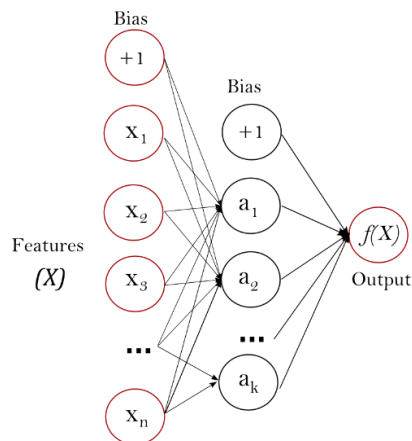 Bias
+1
x1
x2
x3
...
xn
Features
(X)
Bias
+1
a1
a2
...
ak
f(X)
Output